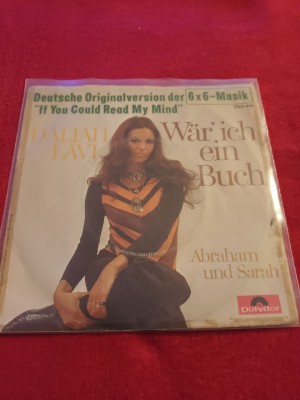 Deutsche Originalversion der
"If You Could Read My Mind"
6x6-Musik
DALIAH
LAVI
Wär' ich
ein
Buch
Abraham
und Sarah
Polydor